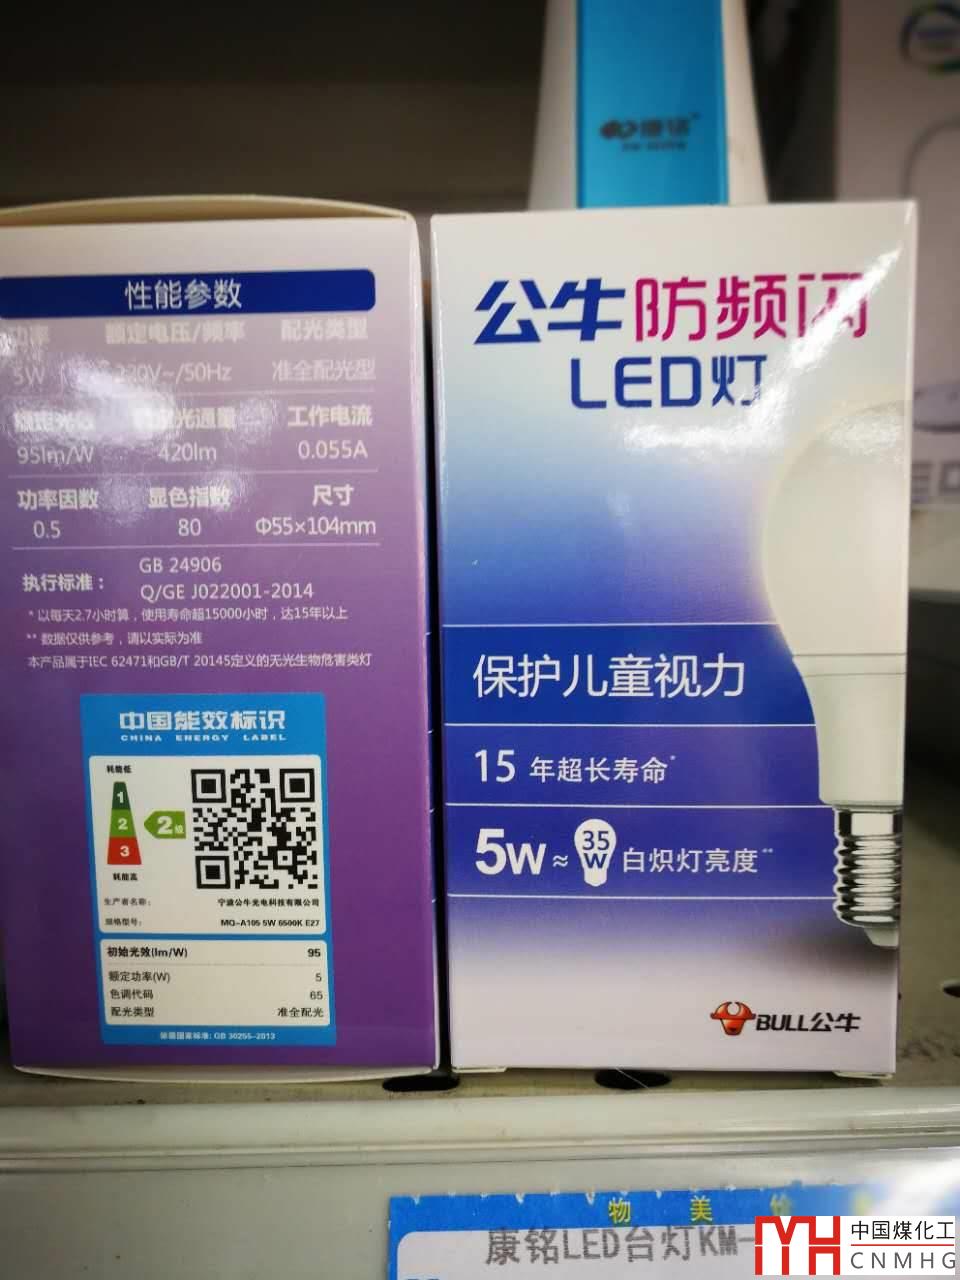 康铭
性能参数
功率 额定电压/频率 配光类型
5W 220V~/50Hz 准全配光型
额定光效 额定光通量 工作电流
95lm/W 420lm 0.055A
功率因数 显色指数 尺寸
0.5 80 Φ55×104mm
执行标准：
GB 24906
Q/GE J022001-2014
* 以每天2.7小时算，使用寿命超15000小时，达15年以上
** 数据仅供参考，请以实际为准
本产品属于IEC 62471和GB/T 20145定义的无光生物危害类灯
中国能效标识
CHINA ENERGY LABEL
耗能低
1
2
3
2级
耗能高
生产者名称： 宁波公牛光电科技有限公司
规格型号： MQ-A105 5W 6500K E27
初始光效(lm/W) 95
额定功率(W) 5
色调代码 65
配光类型 准全配光
依据国家标准: GB 30255-2013
公牛防频闪
LED灯
保护儿童视力
15年超长寿命*
5W≈35W白炽灯亮度**
BULL公牛
LED
物美价
康铭LED台灯KM-
MH
中国煤化工
CNMHG